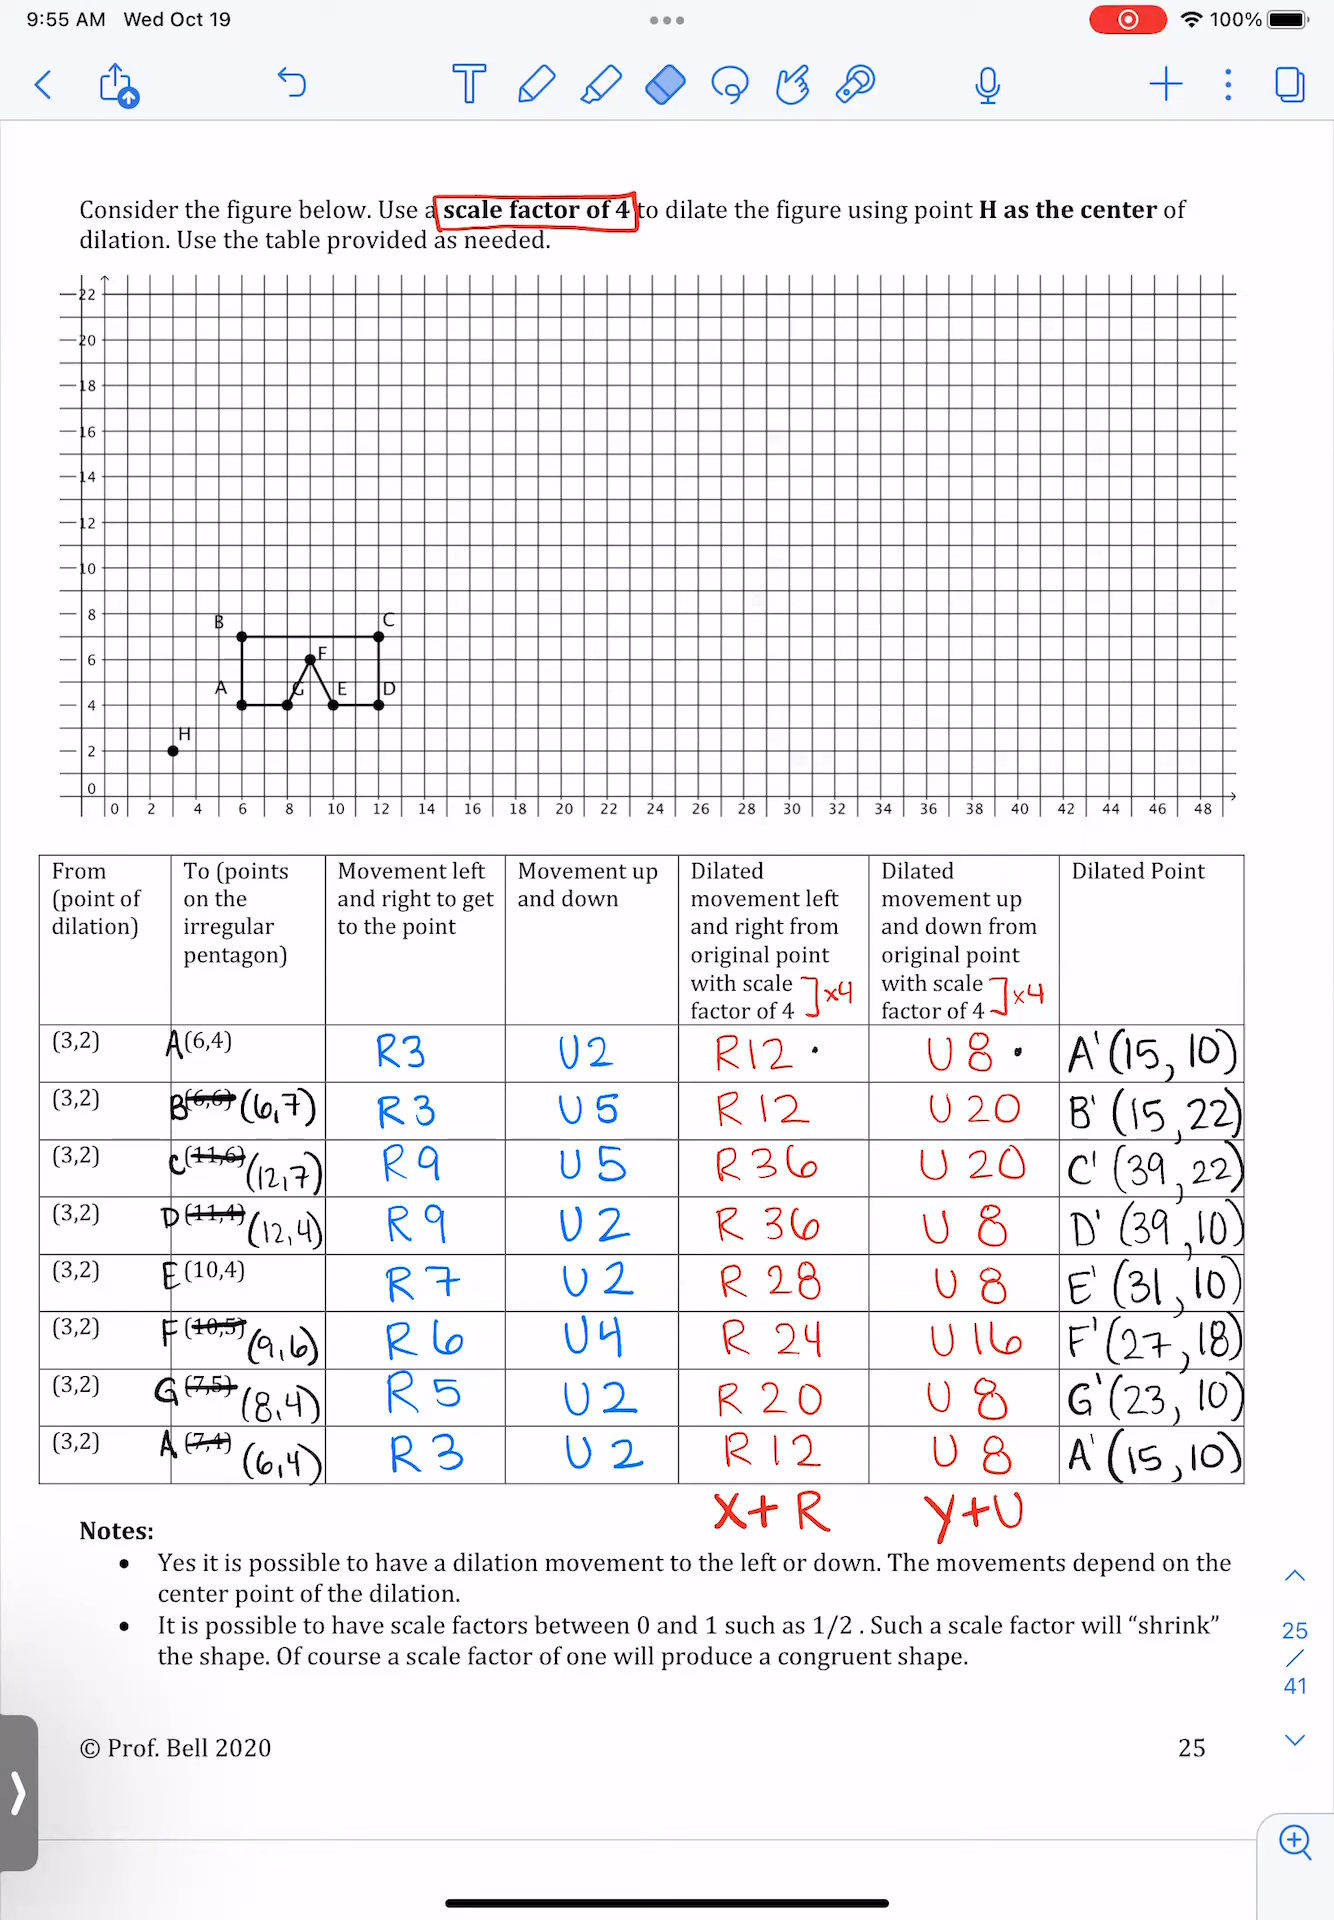 9:55 AM Wed Oct 19
100%
Consider the figure below. Use a scale factor of 4 to dilate the figure using point H as the center of
dilation. Use the table provided as needed.
22
20
18
16
14
12
10
8
6
4
2
0
B
C
F
A
G
E
D
H
0 2 4 6 8 10 12 14 16 18 20 22 24 26 28 30 32 34 36 38 40 42 44 46 48
From (point of dilation)
To (points on the irregular pentagon)
Movement left and right to get to the point
Movement up and down
Dilated movement left and right from original point with scale factor of 4 ]x4
Dilated movement up and down from original point with scale factor of 4 ]x4
Dilated Point
(3,2) A(6,4) R3 U2 R12 · U8 · A'(15, 10)
(3,2) B(6,6) (6,7) R3 U5 R12 U20 B' (15,22)
(3,2) C(11,6) (12,7) R9 U5 R36 U20 C' (39,22)
(3,2) D(11,4) (12,4) R9 U2 R 36 U 8 D' (39,10)
(3,2) E(10,4) R7 U2 R 28 U 8 E' (31,10)
(3,2) F(10,5) (9,6) R6 U4 R 24 U16 F'(27,18)
(3,2) G(7,5) (8,4) R5 U2 R 20 U 8 G'(23, 10)
(3,2) A(7,4) (6,4) R3 U2 R12 U 8 A'(15,10)
X+R Y+U
Notes:
• Yes it is possible to have a dilation movement to the left or down. The movements depend on the
center point of the dilation.
• It is possible to have scale factors between 0 and 1 such as 1/2 . Such a scale factor will “shrink”
the shape. Of course a scale factor of one will produce a congruent shape.
25
/
41
© Prof. Bell 2020
25